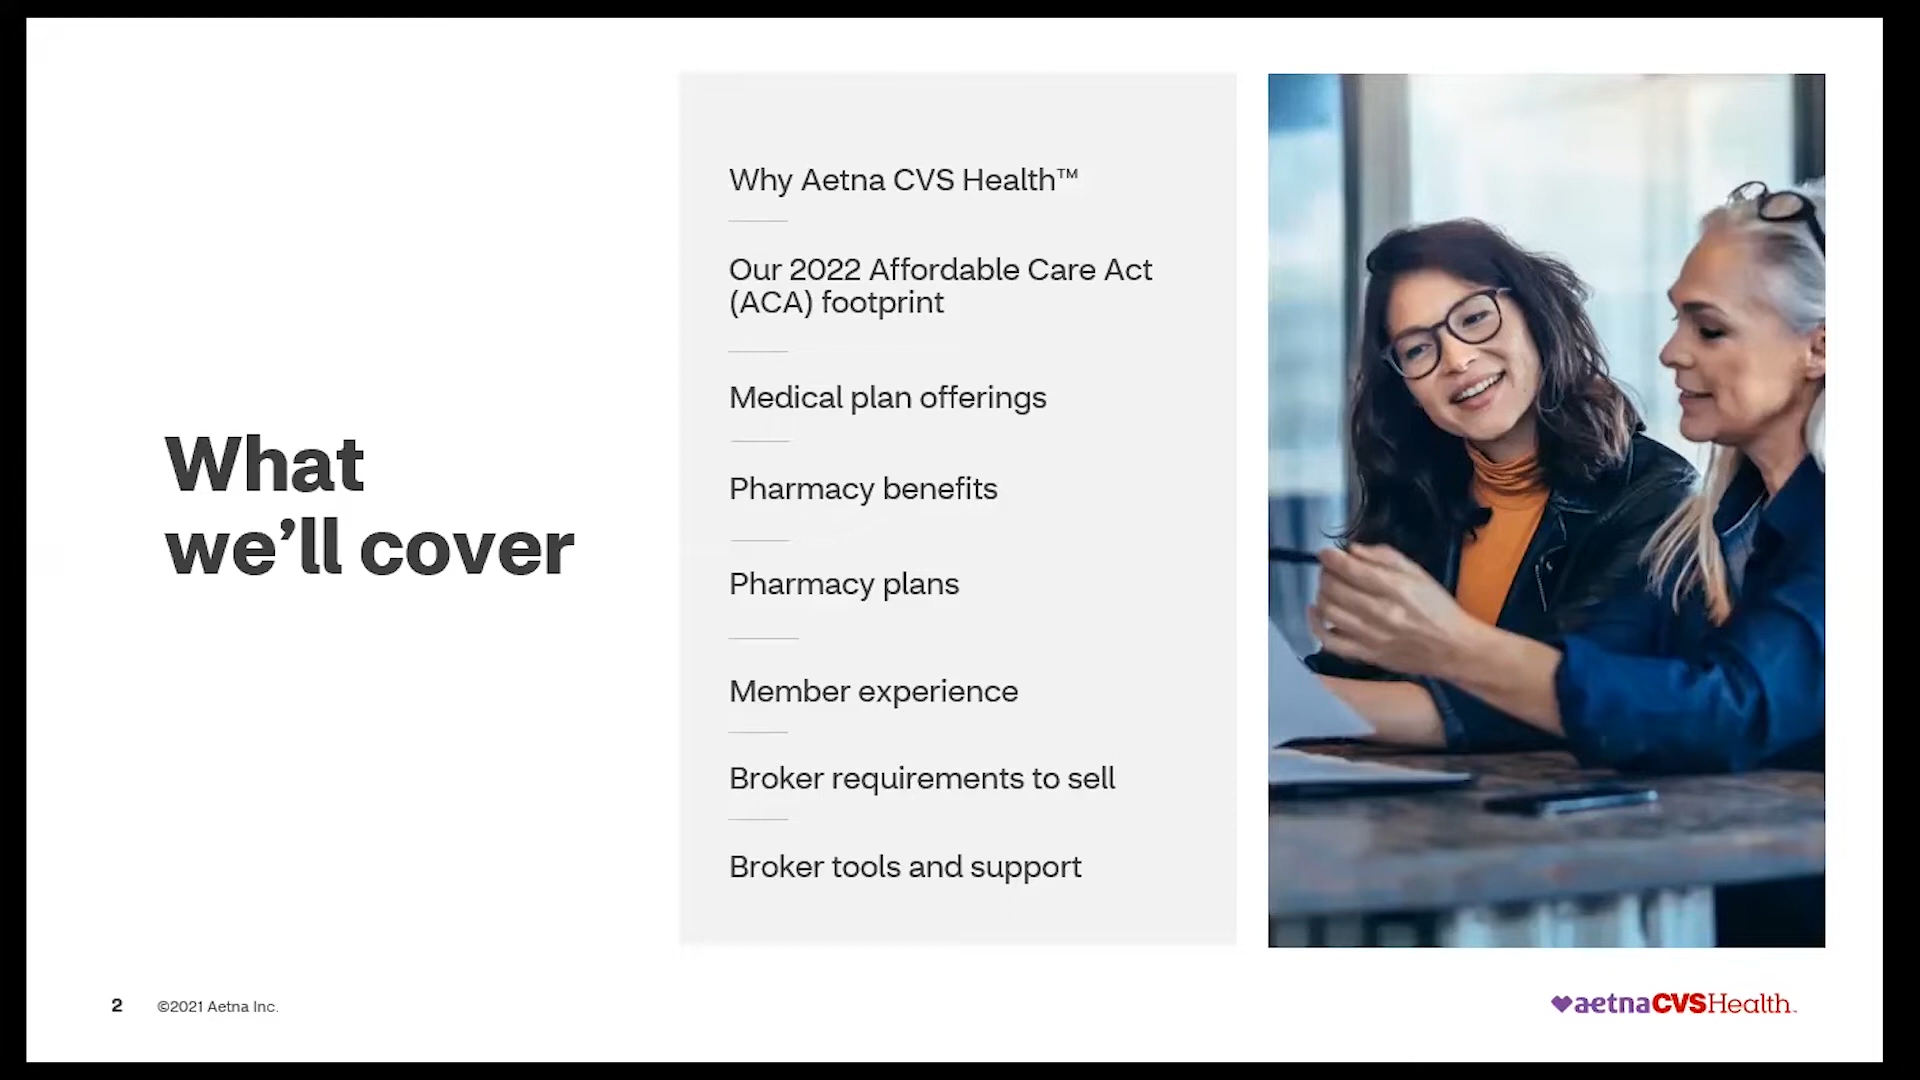 What
we’ll cover
Why Aetna CVS Health™
Our 2022 Affordable Care Act
(ACA) footprint
Medical plan offerings
Pharmacy benefits
Pharmacy plans
Member experience
Broker requirements to sell
Broker tools and support
2 ©2021 Aetna Inc.
aetnaCVSHealth™